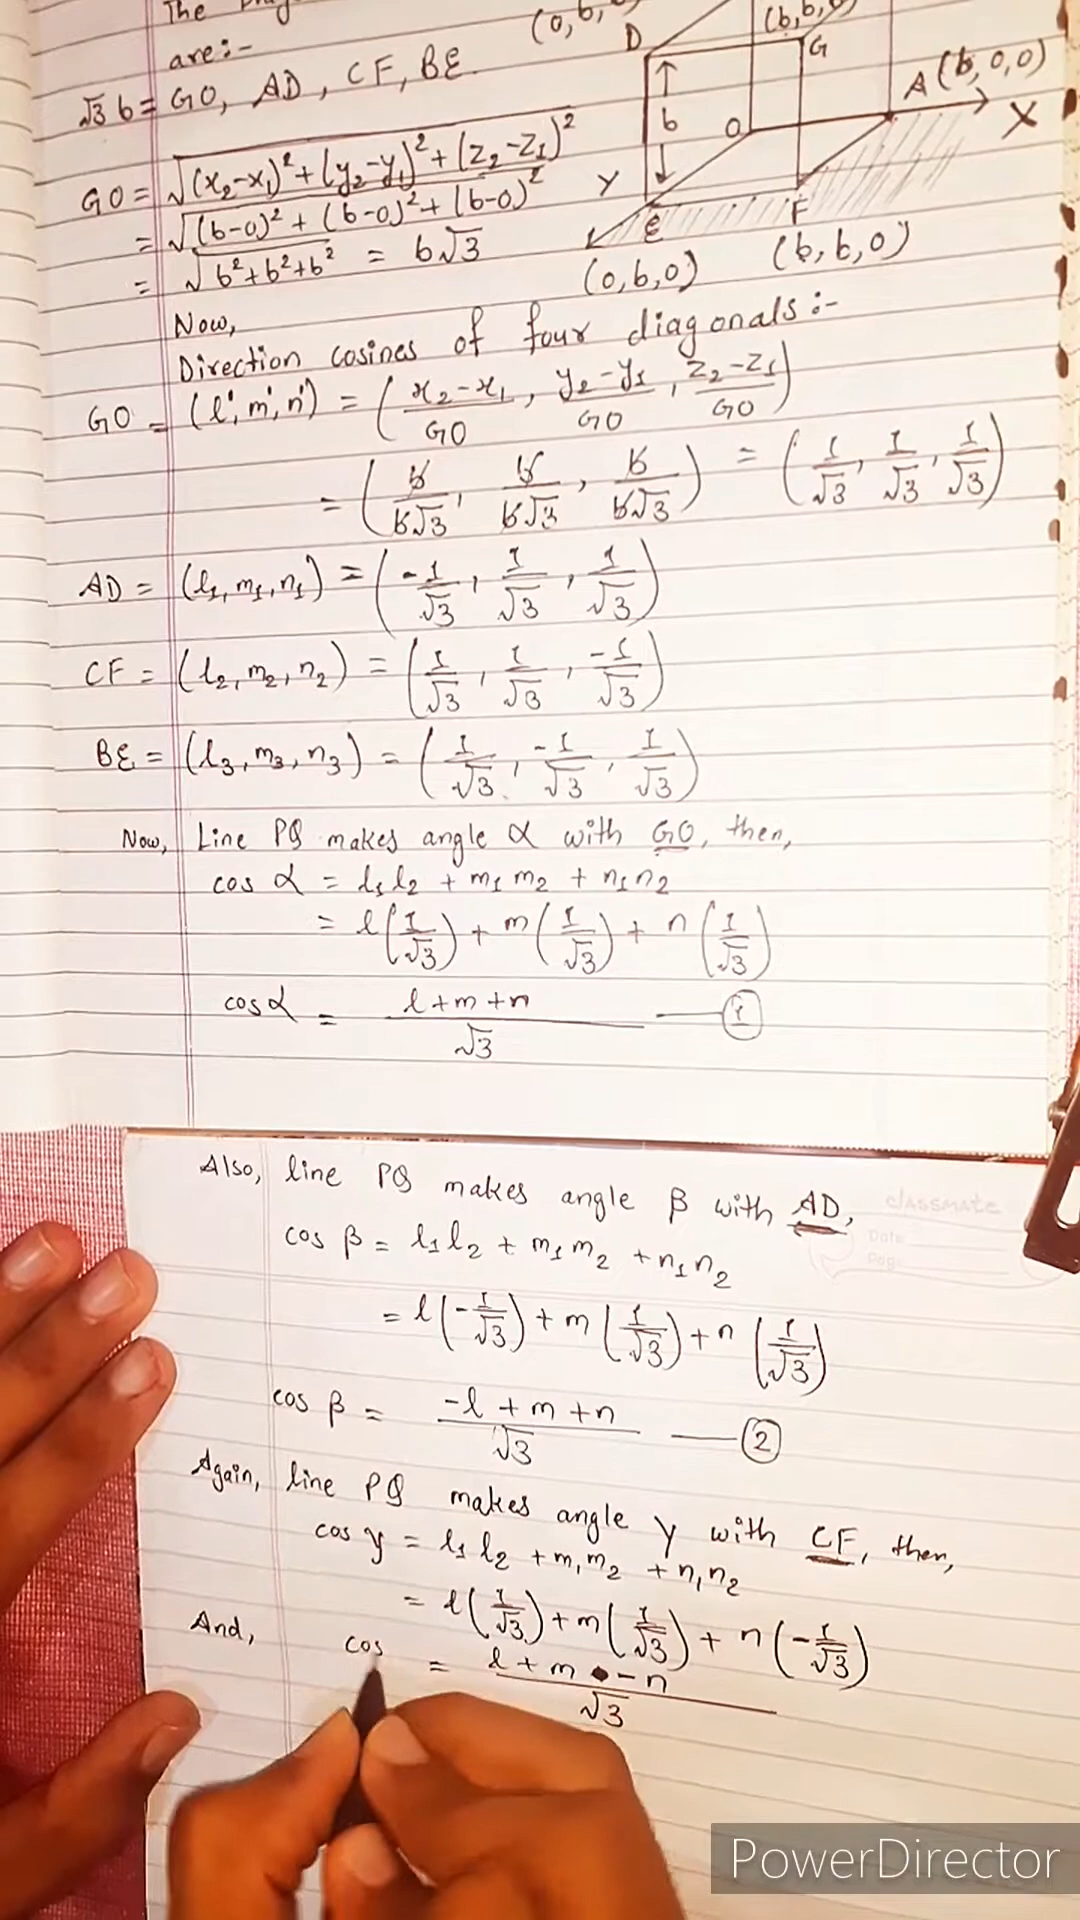 The
are:-
√3 b = GO, AD, CF, BE
D
G
A (b, 0, 0)
X
b
O
Y
E
F
(0, b, 0)
(b, b, 0)
GO = √(x₂-x₁)² + (y₂-y₁)² + (z₂-z₁)²
= √(b-0)² + (b-0)² + (b-0)²
= √b²+b²+b² = b√3
Now,
Direction cosines of four diagonals :-
GO = (l', m', n') = (x₂-x₁/GO, y₂-y₁/GO, z₂-z₁/GO)
= (b/b√3, b/b√3, b/b√3) = (1/√3, 1/√3, 1/√3)
AD = (l₁, m₁, n₁) = (-1/√3, 1/√3, 1/√3)
CF = (l₂, m₂, n₂) = (1/√3, 1/√3, -1/√3)
BE = (l₃, m₃, n₃) = (1/√3, -1/√3, 1/√3)
Now, Line PQ makes angle α with GO, then,
cos α = l₁l₂ + m₁m₂ + n₁n₂
= l(1/√3) + m(1/√3) + n(1/√3)
cosα = l+m+n/√3 —— 1
Also, line PQ makes angle β with AD,
classmate
Date
Page
cos β = l₁l₂ + m₁m₂ + n₁n₂
= l(-1/√3) + m(1/√3) + n(1/√3)
cos β = -l+m+n/√3 —— 2
Again, line PQ makes angle γ with CF, then,
cos γ = l₁l₂ + m₁m₂ + n₁n₂
= l(1/√3) + m(1/√3) + n(-1/√3)
= l+m-n/√3
And, cos
PowerDirector